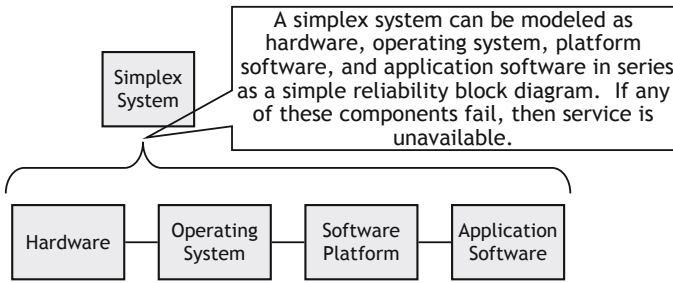 A simplex system can be modeled as
hardware, operating system, platform
software, and application software in series
as a simple reliability block diagram. If any
of these components fail, then service is
unavailable.
Simplex
System
Hardware
Operating
System
Software
Platform
Application
Software